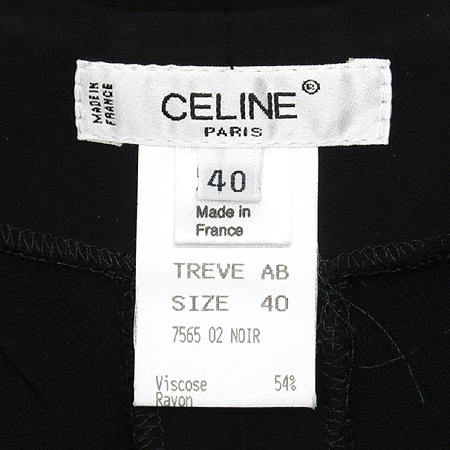 MADE IN
FRANCE
CELINE®
PARIS
40
Made in
France
TREVE AB
SIZE 40
7565 02 NOIR
Viscose 54%
Rayon